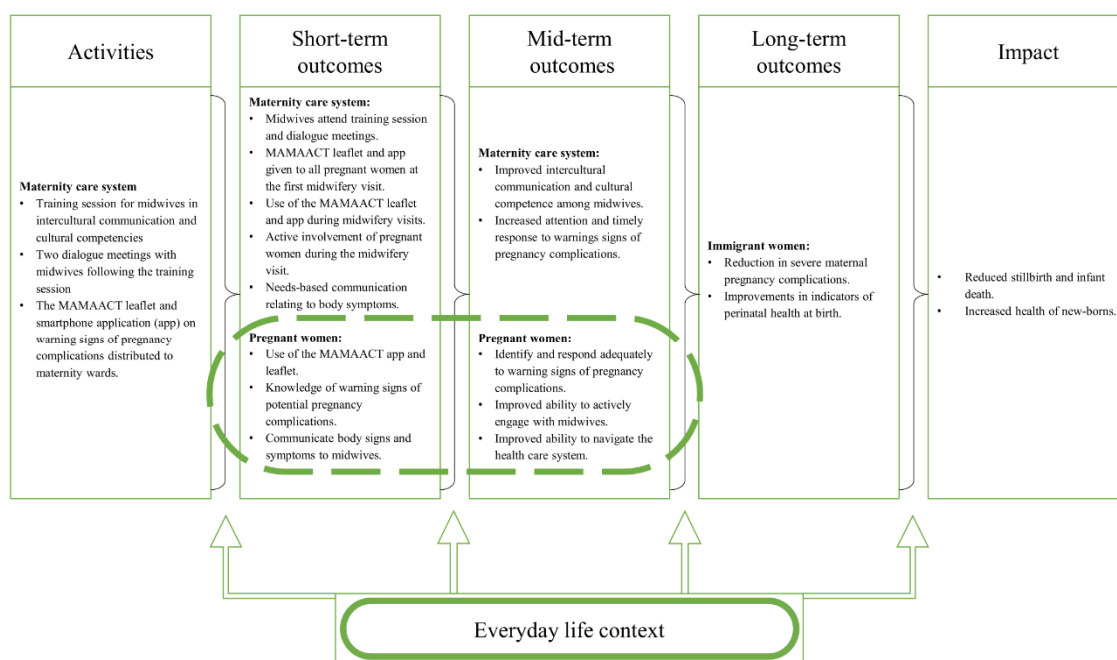 Activities
Maternity care system
• Training session for midwives in
intercultural communication and
cultural competencies
• Two dialogue meetings with
midwives following the training
session
• The MAMAACT leaflet and
smartphone application (app) on
warning signs of pregnancy
complications distributed to
maternity wards.
Short-term
outcomes
Maternity care system:
• Midwives attend training session
and dialogue meetings.
• MAMAACT leaflet and app
given to all pregnant women at
the first midwifery visit.
• Use of the MAMAACT leaflet
and app during midwifery visits.
• Active involvement of pregnant
women during the midwifery
visit.
• Needs-based communication
relating to body symptoms.
Pregnant women:
• Use of the MAMAACT app and
leaflet.
• Knowledge of warning signs of
potential pregnancy
complications.
• Communicate body signs and
symptoms to midwives.
Mid-term
outcomes
Maternity care system:
• Improved intercultural
communication and cultural
competence among midwives.
• Increased attention and timely
response to warnings signs of
pregnancy complications.
Pregnant women:
• Identify and respond adequately
to warning signs of pregnancy
complications.
• Improved ability to actively
engage with midwives.
• Improved ability to navigate the
health care system.
Long-term
outcomes
Immigrant women:
• Reduction in severe maternal
pregnancy complications.
• Improvements in indicators of
perinatal health at birth.
Impact
• Reduced stillbirth and infant
death.
• Increased health of new-borns.
Everyday life context